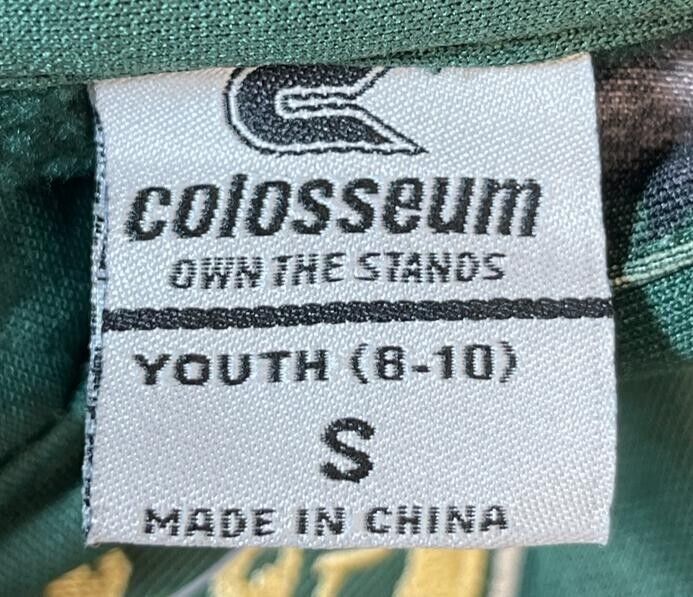 colosseum
OWN THE STANDS
YOUTH (8-10)
S
MADE IN CHINA